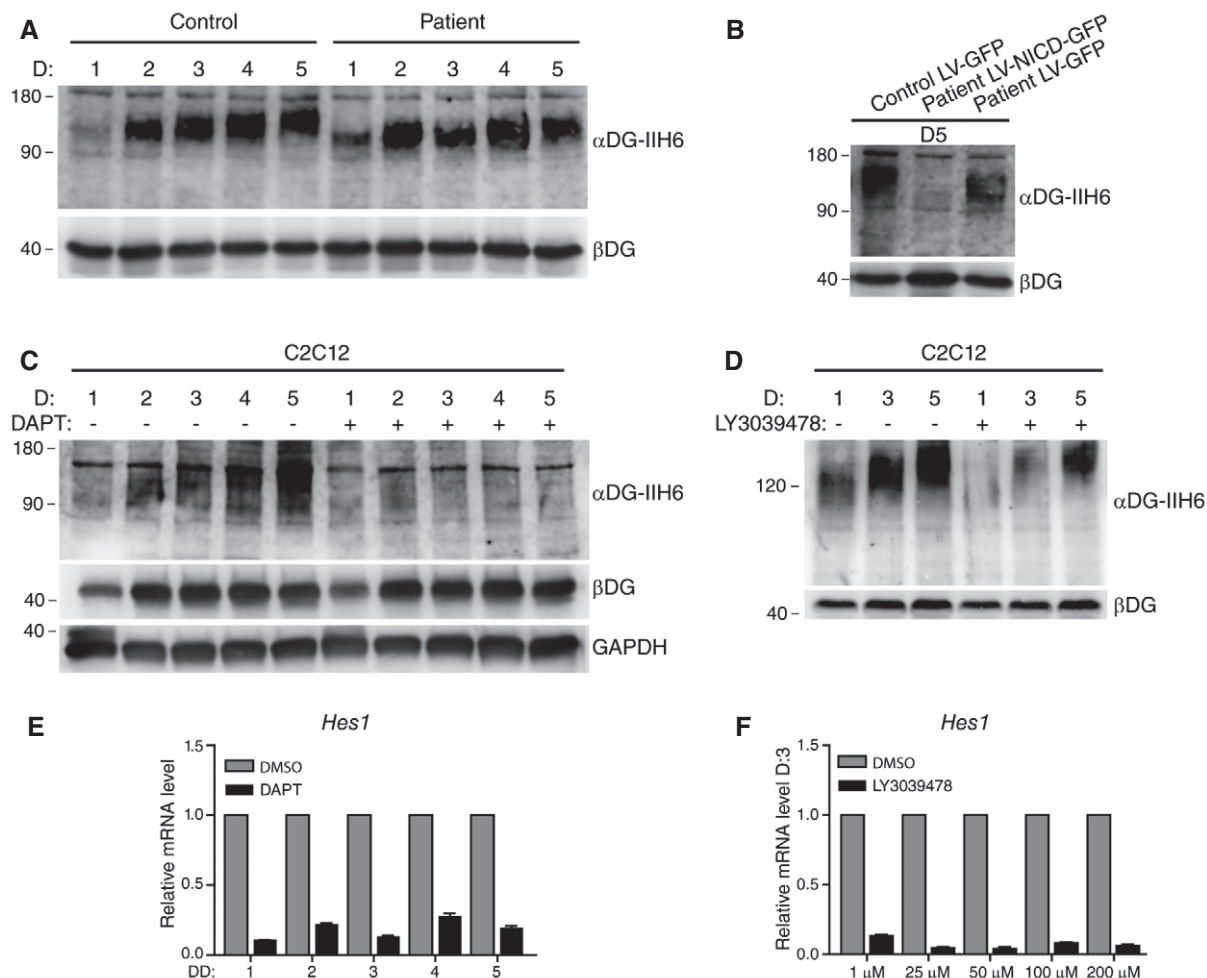 A
Control Patient
D: 1 2 3 4 5 1 2 3 4 5
180
90
αDG-IIH6
40
βDG
B
Control LV-GFP
Patient LV-NICD-GFP
Patient LV-GFP
D5
180
90
αDG-IIH6
40
βDG
C
C2C12
D: 1 2 3 4 5 1 2 3 4 5
DAPT: - - - - - + + + + +
180
90
αDG-IIH6
40
βDG
40
GAPDH
D
C2C12
D: 1 3 5 1 3 5
LY3039478: - - - + + +
120
αDG-IIH6
40
βDG
E
Hes1
Relative mRNA level
1.5
1.0
0.5
0.0
DMSO
DAPT
DD: 1 2 3 4 5
F
Hes1
Relative mRNA level D:3
1.5
1.0
0.5
0.0
DMSO
LY3039478
1 μM 25 μM 50 μM 100 μM 200 μM